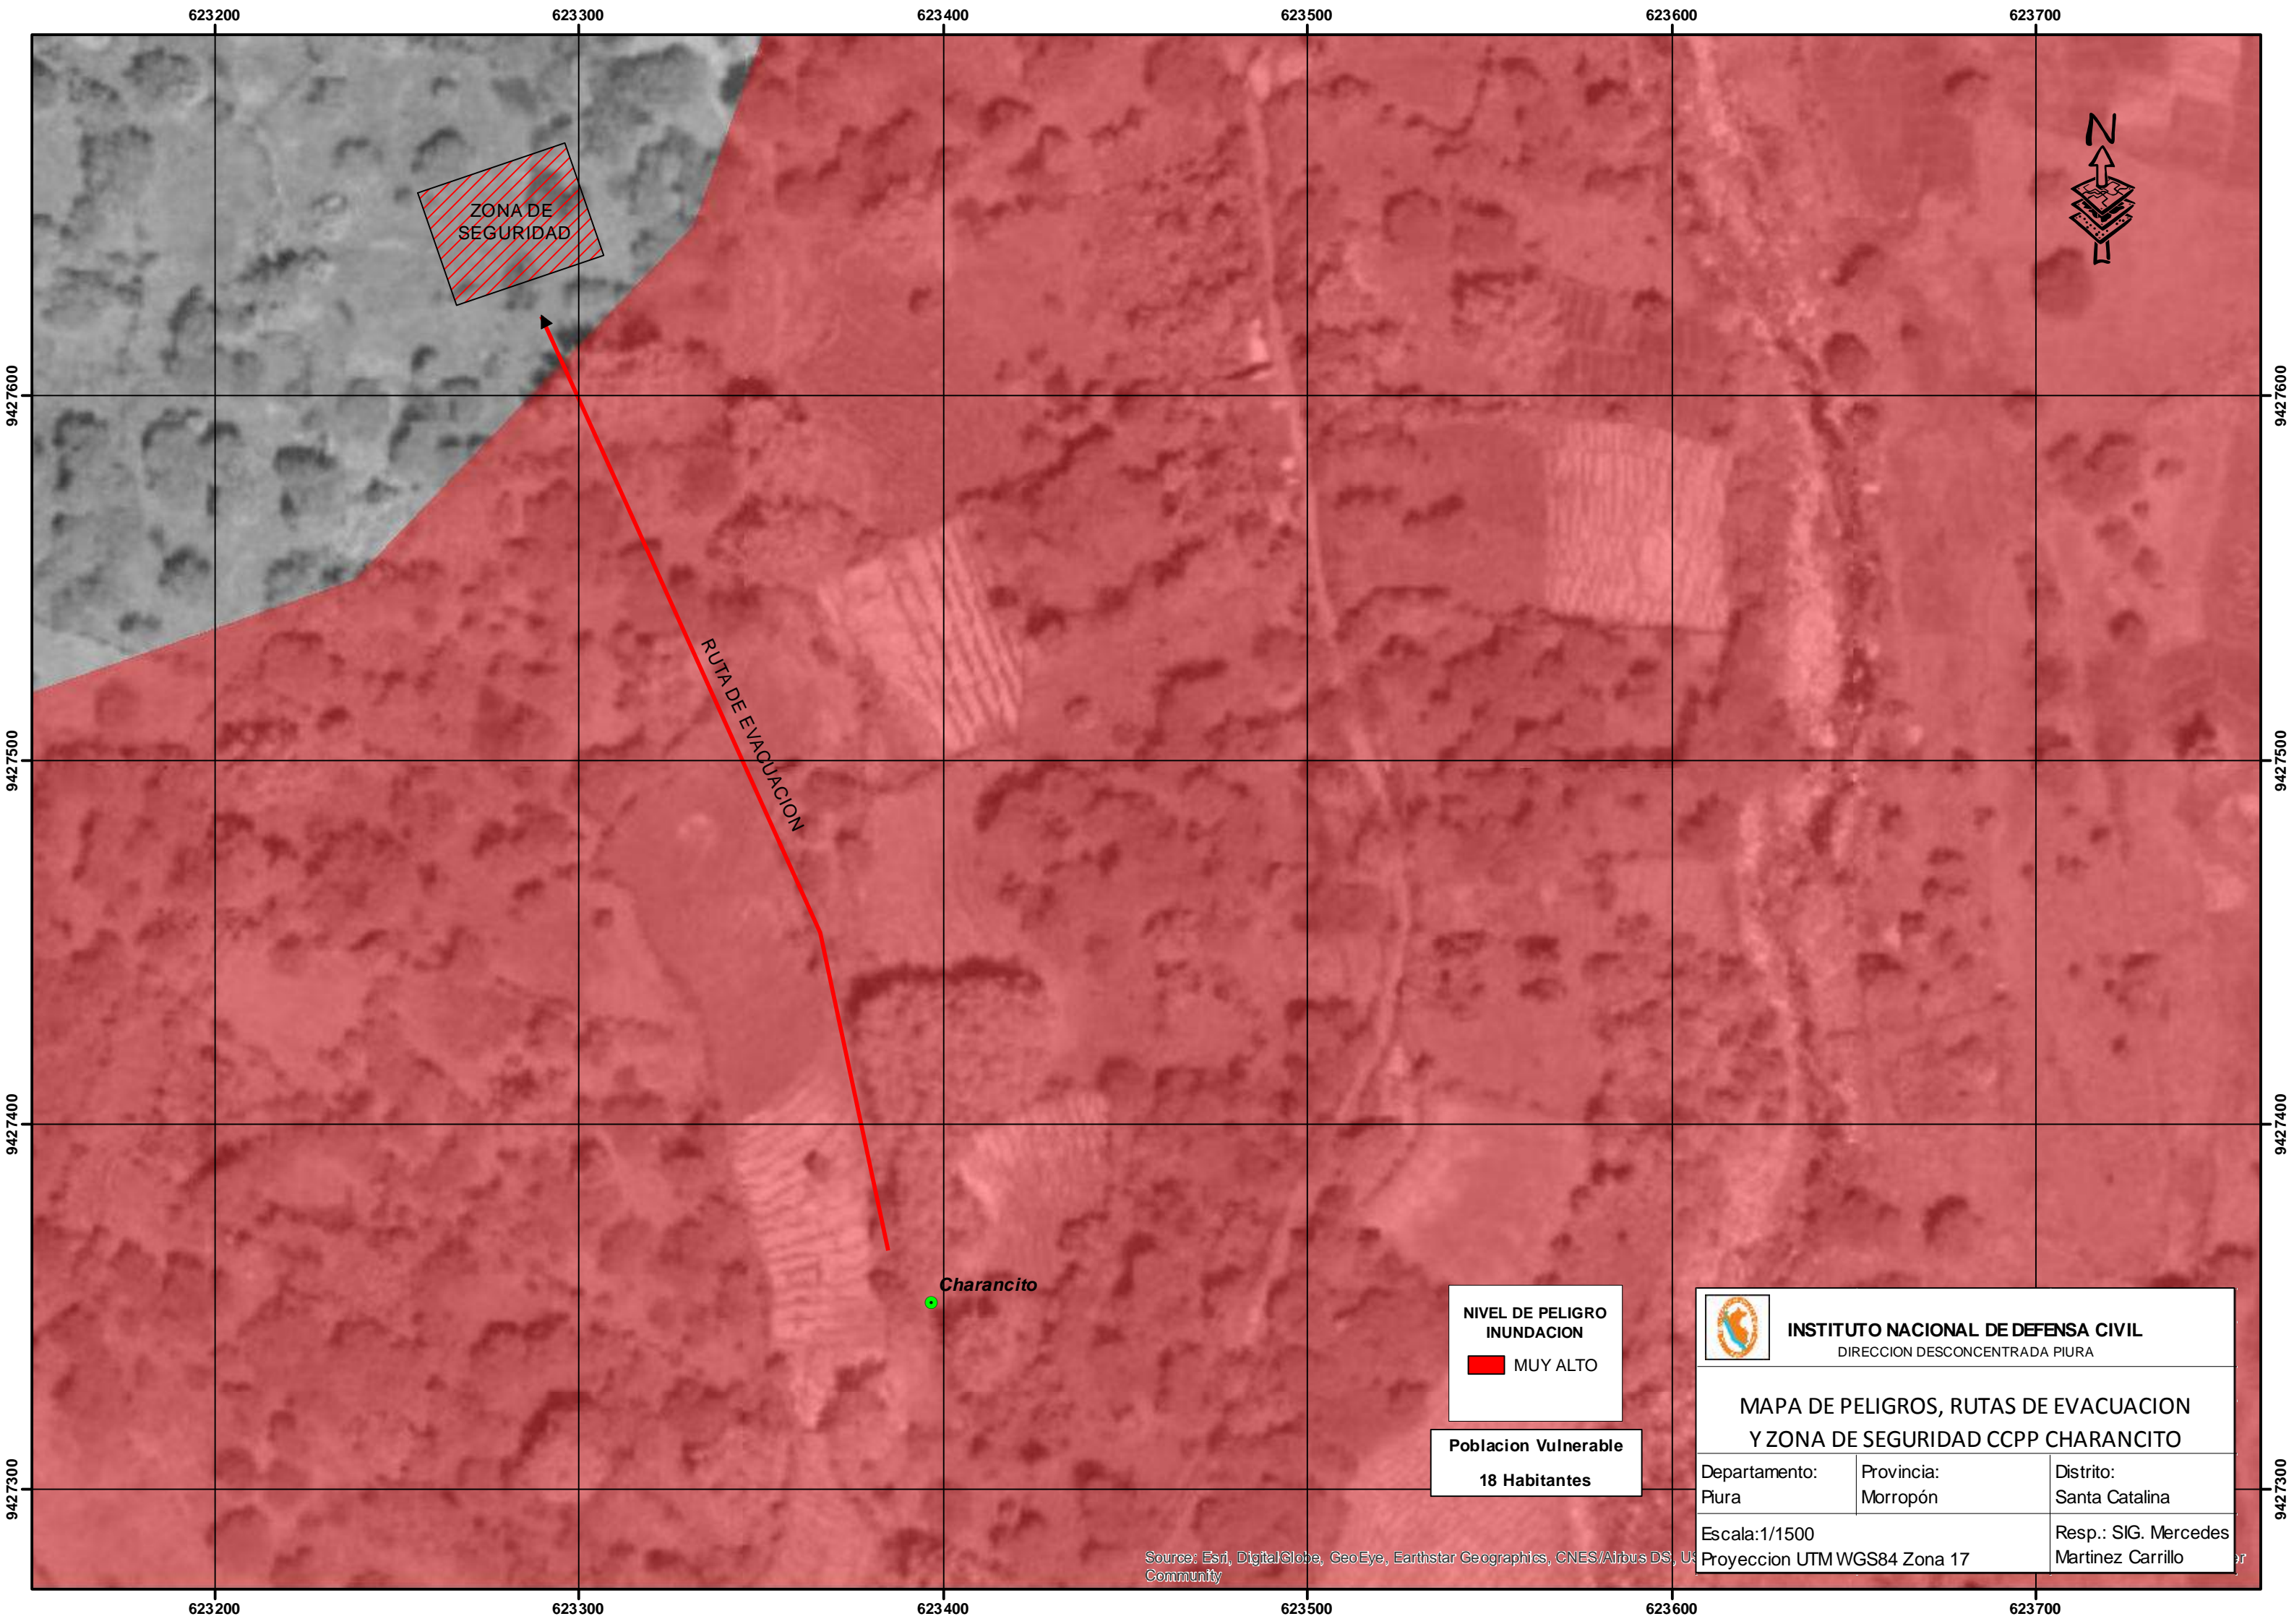 623200 623300 623400 623500 623600 623700
N
ZONA DE
SEGURIDAD
9427600 9427600
RUTA DE EVACUACION
9427500 9427500
9427400 9427400
Charancito
NIVEL DE PELIGRO
INUNDACION
MUY ALTO
Poblacion Vulnerable
18 Habitantes
INSTITUTO NACIONAL DE DEFENSA CIVIL
DIRECCION DESCONCENTRADA PIURA
MAPA DE PELIGROS, RUTAS DE EVACUACION
Y ZONA DE SEGURIDAD CCPP CHARANCITO
Departamento: Provincia: Distrito:
Piura Morropón Santa Catalina
Escala:1/1500 Resp.: SIG. Mercedes
Proyeccion UTM WGS84 Zona 17 Martinez Carrillo
9427300 9427300
Source: Esri, DigitalGlobe, GeoEye, Earthstar Geographics, CNES/Airbus DS,
Community
623200 623300 623400 623500 623600 623700